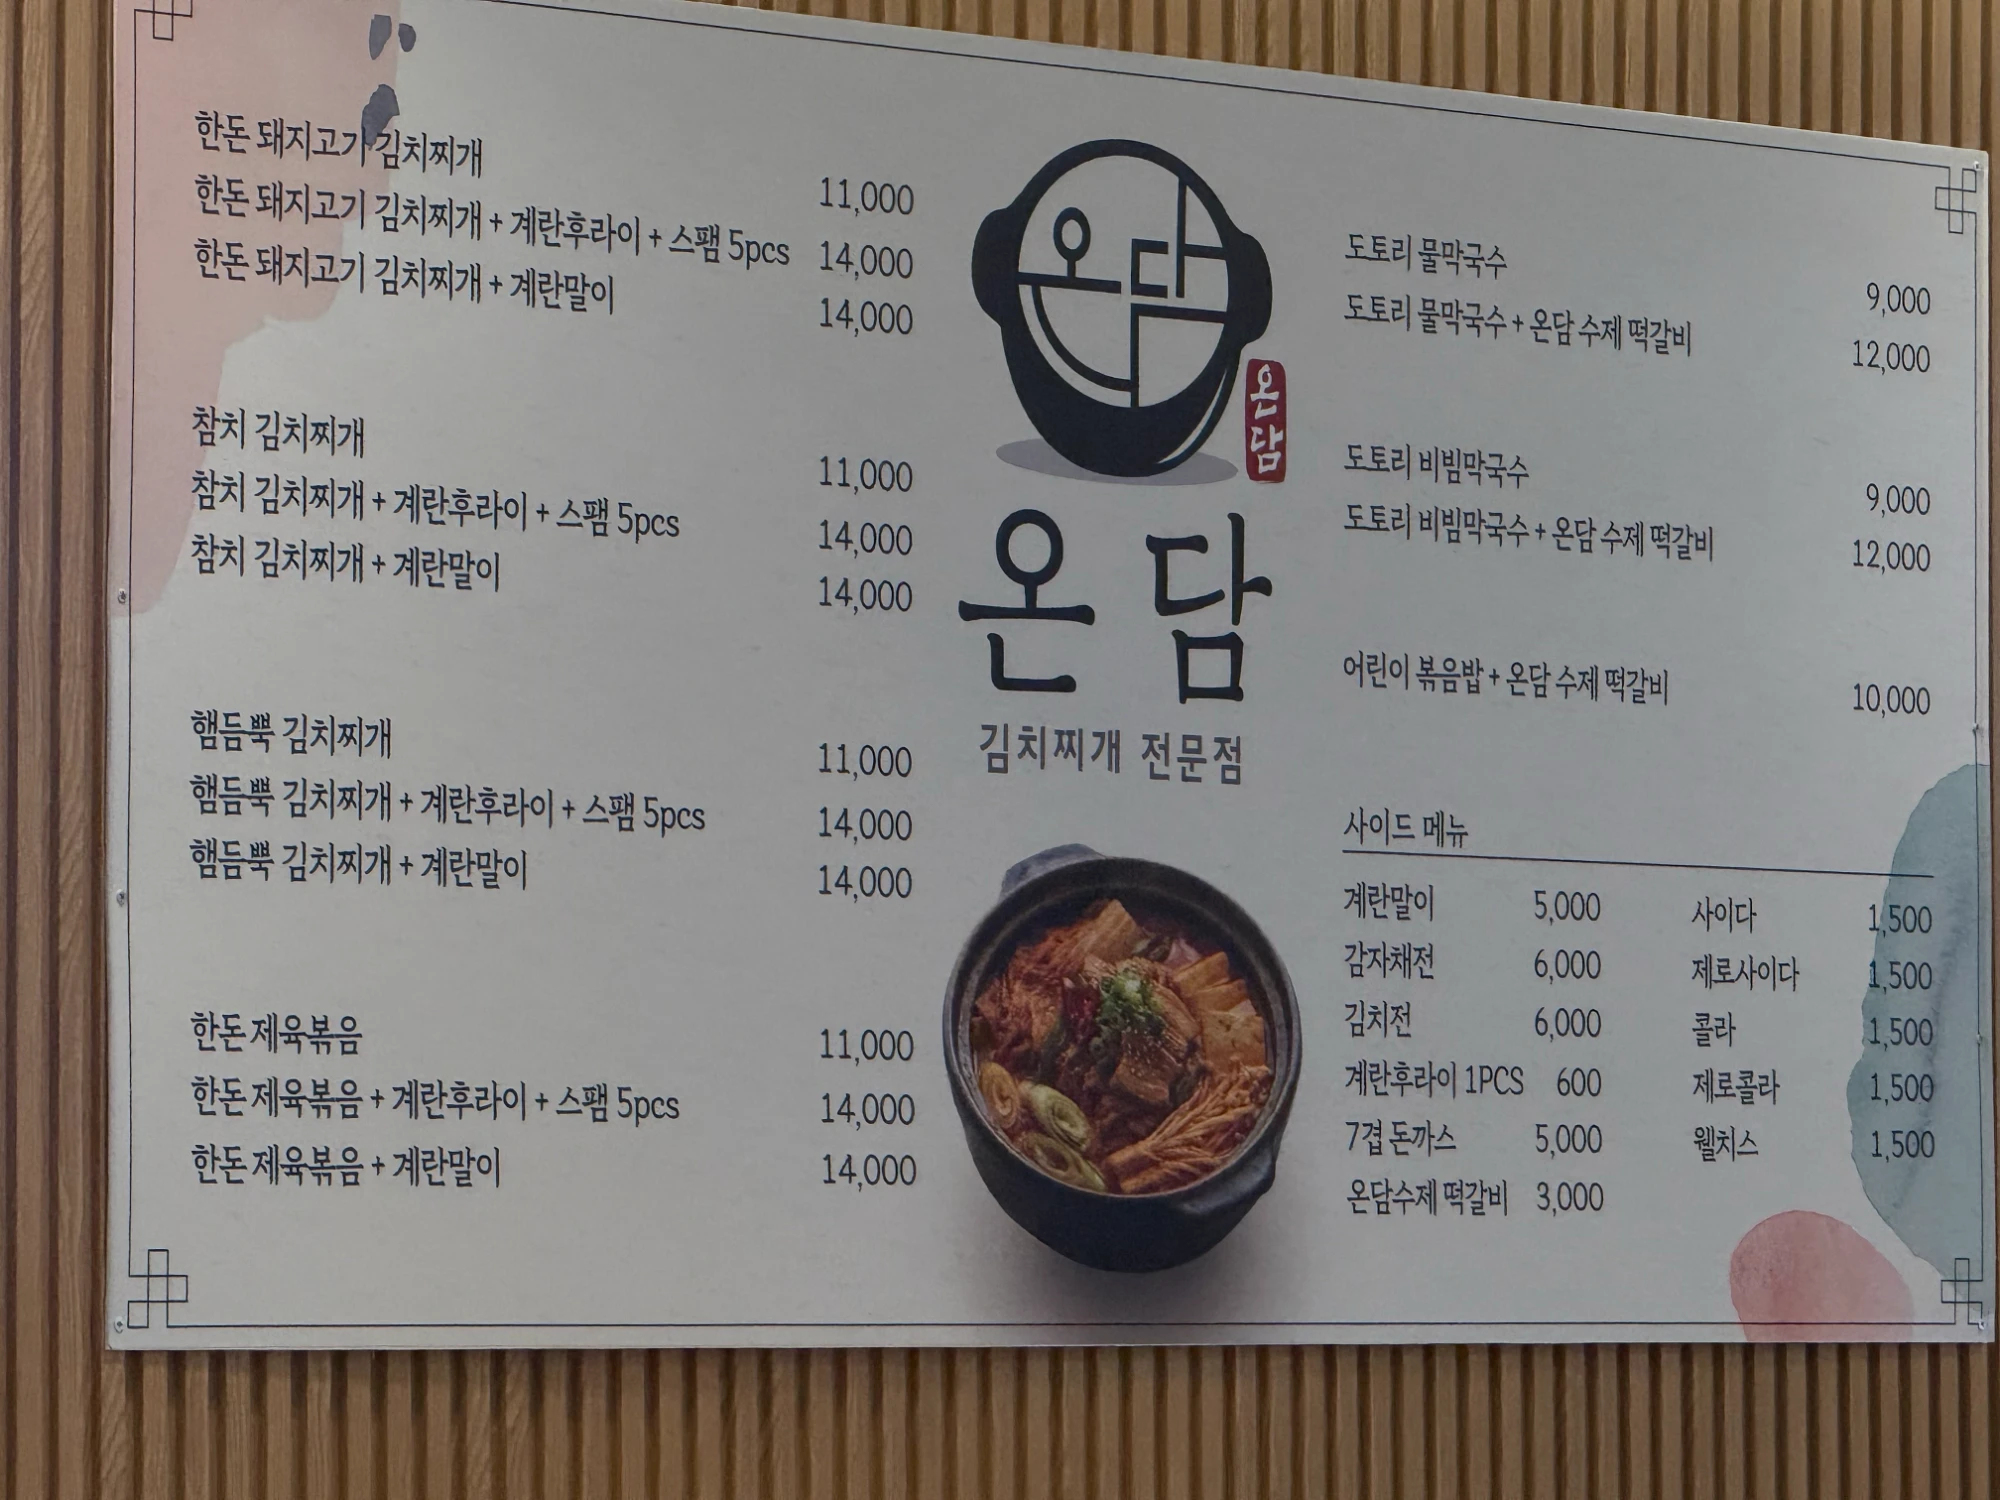 한돈 돼지고기 김치찌개 11,000
한돈 돼지고기 김치찌개 + 계란후라이 + 스팸 5pcs 14,000
한돈 돼지고기 김치찌개 + 계란말이 14,000
참치 김치찌개 11,000
참치 김치찌개 + 계란후라이 + 스팸 5pcs 14,000
참치 김치찌개 + 계란말이 14,000
햄듬뿍 김치찌개 11,000
햄듬뿍 김치찌개 + 계란후라이 + 스팸 5pcs 14,000
햄듬뿍 김치찌개 + 계란말이 14,000
한돈 제육볶음 11,000
한돈 제육볶음 + 계란후라이 + 스팸 5pcs 14,000
한돈 제육볶음 + 계란말이 14,000
온담
온담
온담
김치찌개 전문점
도토리 물막국수 9,000
도토리 물막국수 + 온담 수제 떡갈비 12,000
도토리 비빔막국수 9,000
도토리 비빔막국수 + 온담 수제 떡갈비 12,000
어린이 볶음밥 + 온담 수제 떡갈비 10,000
사이드 메뉴
계란말이 5,000 사이다 1,500
감자채전 6,000 제로사이다 1,500
김치전 6,000 콜라 1,500
계란후라이 1PCS 600 제로콜라 1,500
7겹 돈까스 5,000 웰치스 1,500
온담수제 떡갈비 3,000